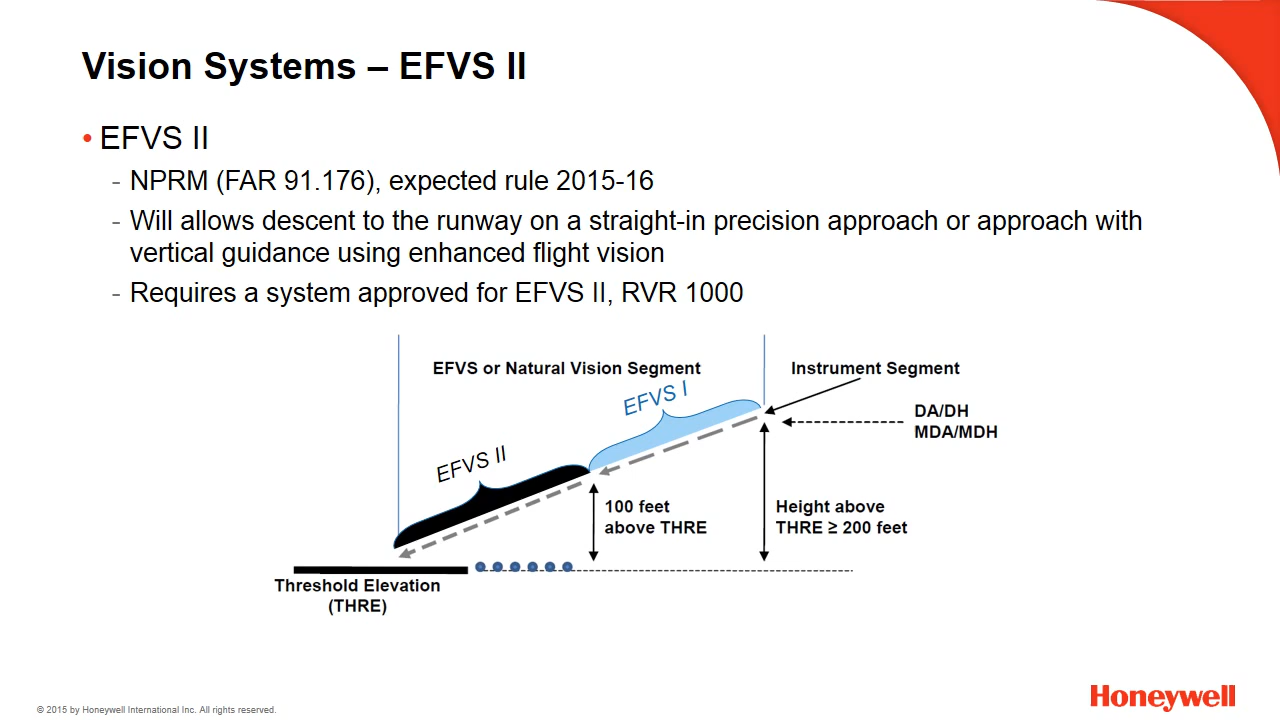 Vision Systems – EFVS II
• EFVS II
- NPRM (FAR 91.176), expected rule 2015-16
- Will allows descent to the runway on a straight-in precision approach or approach with
vertical guidance using enhanced flight vision
- Requires a system approved for EFVS II, RVR 1000
EFVS or Natural Vision Segment
Instrument Segment
EFVS I
DA/DH
MDA/MDH
EFVS II
100 feet
above THRE
Height above
THRE ≥ 200 feet
Threshold Elevation
(THRE)
© 2015 by Honeywell International Inc. All rights reserved.
Honeywell